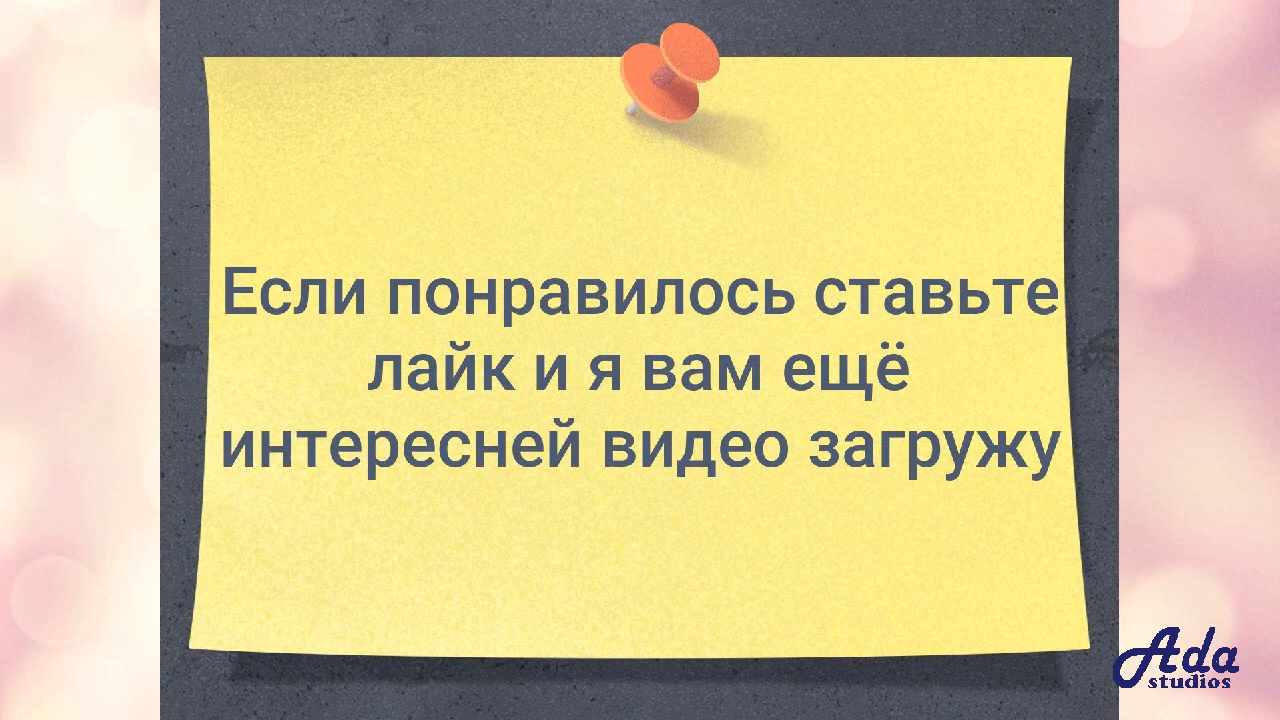 Если понравилось ставьте
лайк и я вам ещё
интересней видео загружу
Ada
studios